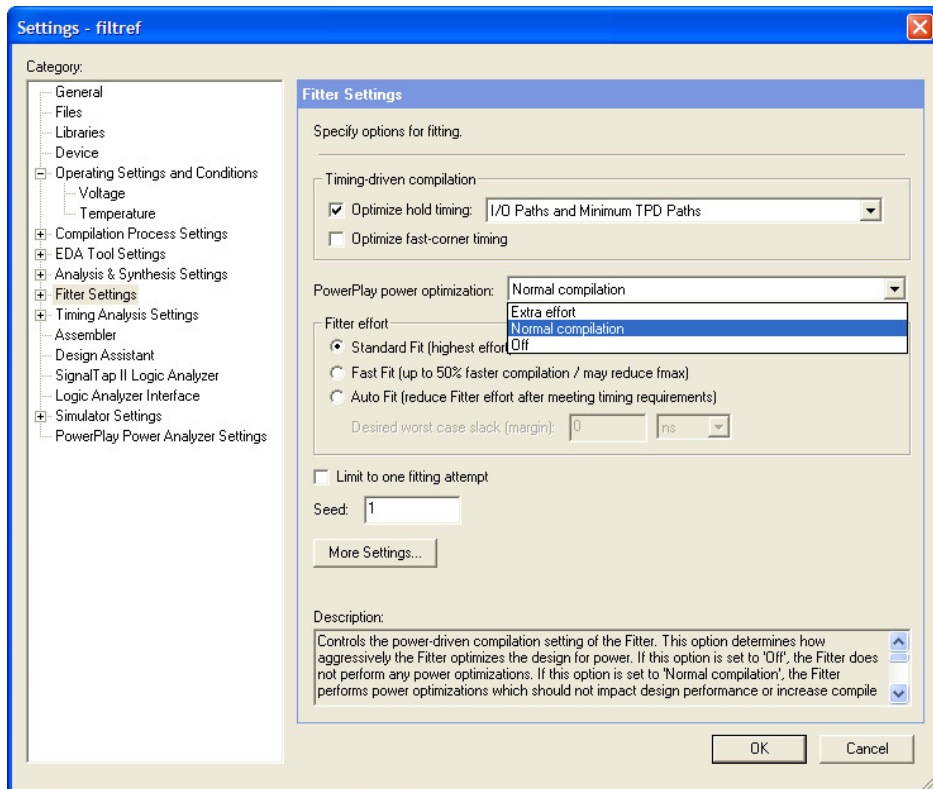 Settings - filtref
Category:
General
Files
Libraries
Device
Operating Settings and Conditions
Voltage
Temperature
Compilation Process Settings
EDA Tool Settings
Analysis & Synthesis Settings
Fitter Settings
Timing Analysis Settings
Assembler
Design Assistant
SignalTap II Logic Analyzer
Logic Analyzer Interface
Simulator Settings
PowerPlay Power Analyzer Settings
Fitter Settings
Specify options for fitting.
Timing-driven compilation
Optimize hold timing: I/O Paths and Minimum TPD Paths
Optimize fast-corner timing
PowerPlay power optimization: Normal compilation
Extra effort
Normal compilation
Off
Fitter effort
Standard Fit (highest effort
Fast Fit (up to 50% faster compilation / may reduce fmax)
Auto Fit (reduce Fitter effort after meeting timing requirements)
Desired worst case slack (margin): 0 ns
Limit to one fitting attempt
Seed: 1
More Settings...
Description:
Controls the power-driven compilation setting of the Fitter. This option determines how
aggressively the Fitter optimizes the design for power. If this option is set to 'Off', the Fitter does
not perform any power optimizations. If this option is set to 'Normal compilation', the Fitter
performs power optimizations which should not impact design performance or increase compile
OK Cancel